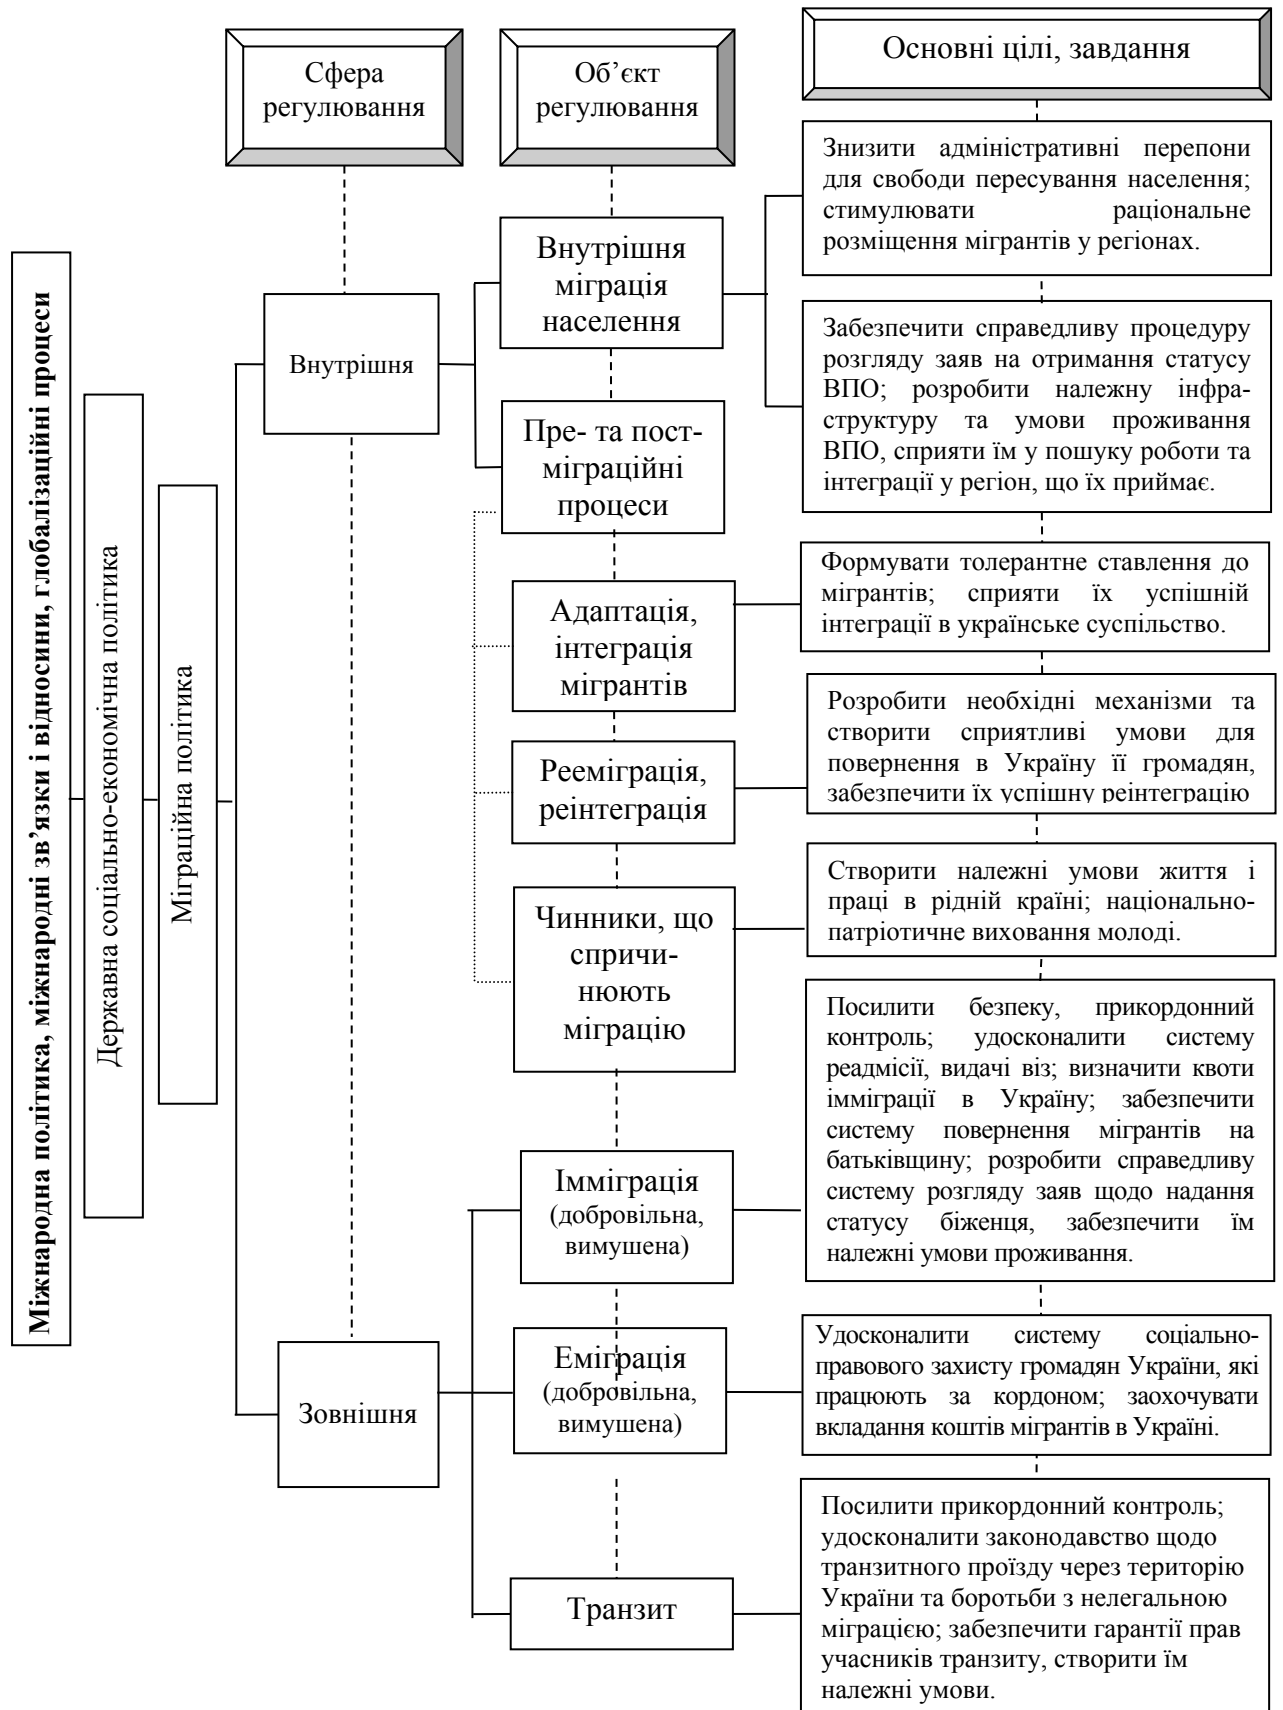 Сфера
регулювання
Об’єкт
регулювання
Основні цілі, завдання
Міжнародна політика, міжнародні зв’язки і відносини, глобалізаційні процеси
Державна соціально-економічна політика
Міграційна політика
Внутрішня
Внутрішня
міграція
населення
Знизити адміністративні перепони
для свободи пересування населення;
стимулювати раціональне
розміщення мігрантів у регіонах.
Забезпечити справедливу процедуру
розгляду заяв на отримання статусу
ВПО; розробити належну інфра-
структуру та умови проживання
ВПО, сприяти їм у пошуку роботи та
інтеграції у регіон, що їх приймає.
Пре- та пост-
міграційні
процеси
Адаптація,
інтеграція
мігрантів
Формувати толерантне ставлення до
мігрантів; сприяти їх успішній
інтеграції в українське суспільство.
Рееміграція,
реінтеграція
Розробити необхідні механізми та
створити сприятливі умови для
повернення в Україну її громадян,
забезпечити їх успішну реінтеграцію
Чинники, що
спричи-
нюють
міграцію
Створити належні умови життя і
праці в рідній країні; національно-
патріотичне виховання молоді.
Зовнішня
Імміграція
(добровільна,
вимушена)
Посилити безпеку, прикордонний
контроль; удосконалити систему
реадмісії, видачі віз; визначити квоти
імміграції в Україну; забезпечити
систему повернення мігрантів на
батьківщину; розробити справедливу
систему розгляду заяв щодо надання
статусу біженця, забезпечити їм
належні умови проживання.
Еміграція
(добровільна,
вимушена)
Удосконалити систему соціально-
правового захисту громадян України, які
працюють за кордоном; заохочувати
вкладання коштів мігрантів в Україні.
Транзит
Посилити прикордонний контроль;
удосконалити законодавство щодо
транзитного проїзду через територію
України та боротьби з нелегальною
міграцією; забезпечити гарантії прав
учасників транзиту, створити їм
належні умови.